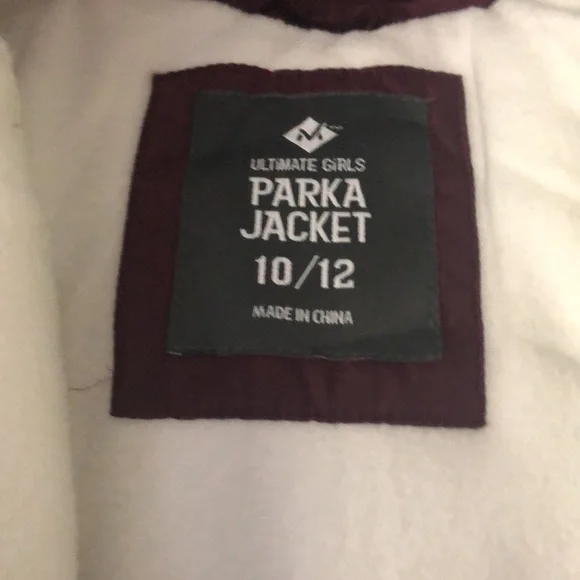 ULTIMATE GiRLS
PARKA
JACKET
10/12
MADE IN CHINA